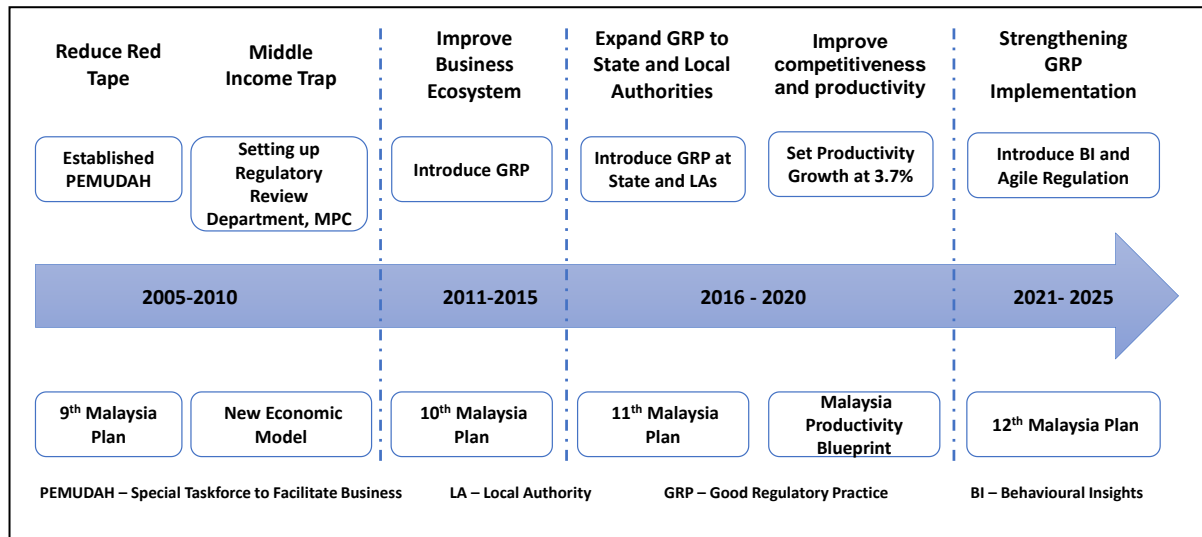 Reduce Red
Tape
Middle
Income Trap
Improve
Business
Ecosystem
Expand GRP to
State and Local
Authorities
Improve
competitiveness
and productivity
Strengthening
GRP
Implementation
Established
PEMUDAH
Setting up
Regulatory
Review
Department, MPC
Introduce GRP
Introduce GRP at
State and LAs
Set Productivity
Growth at 3.7%
Introduce BI and
Agile Regulation
2005-2010
2011-2015
2016 - 2020
2021- 2025
9th Malaysia
Plan
New Economic
Model
10th Malaysia
Plan
11th Malaysia
Plan
Malaysia
Productivity
Blueprint
12th Malaysia Plan
PEMUDAH – Special Taskforce to Facilitate Business
LA – Local Authority
GRP – Good Regulatory Practice
BI – Behavioural Insights